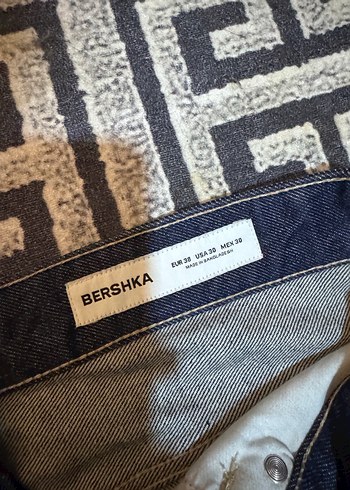 BERSHKA
EUR 38 USA 30 MEX 30
MADE IN BANGLADESH